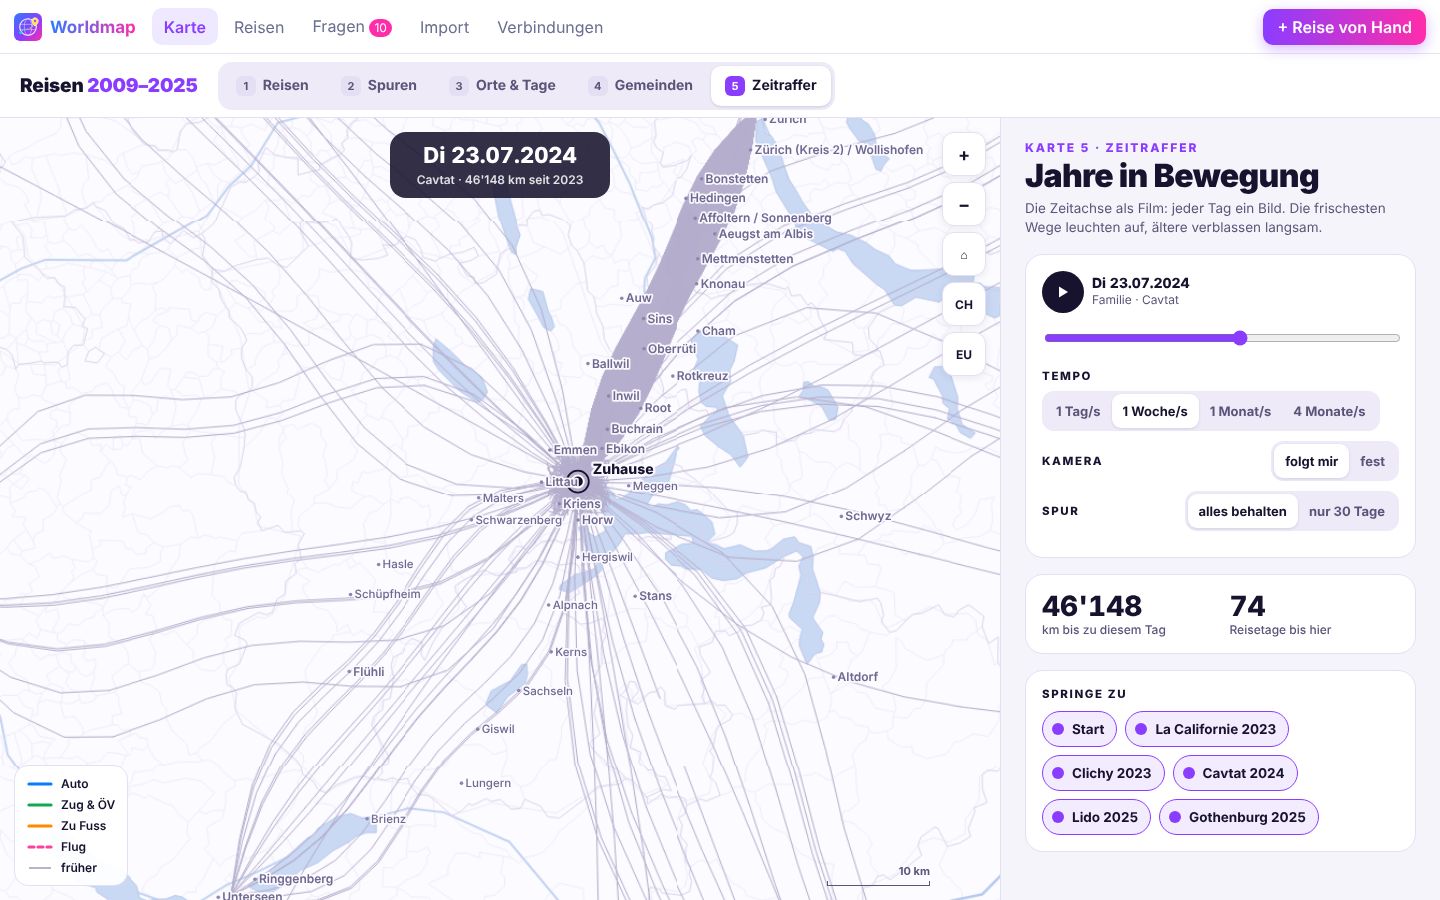 Worldmap
Karte
Reisen
Fragen 10
Import
Verbindungen
+ Reise von Hand
Reisen 2009–2025
1 Reisen
2 Spuren
3 Orte & Tage
4 Gemeinden
5 Zeitraffer
Di 23.07.2024
Cavtat · 46'148 km seit 2023
Zürich
Zürich (Kreis 2) / Wollishofen
Bonstetten
Hedingen
Affoltern / Sonnenberg
Aeugst am Albis
Mettmenstetten
Knonau
Auw
Sins
Cham
Oberrüti
Ballwil
Rotkreuz
Inwil
Root
Buchrain
Emmen
Ebikon
Zuhause
Littau
Meggen
Malters
Kriens
Schwarzenberg
Horw
Schwyz
Hergiswil
Hasle
Schüpfheim
Stans
Alpnach
Kerns
Flühli
Altdorf
Sachseln
Giswil
Lungern
Brienz
Ringgenberg
Unterseen
+
−
⌂
CH
EU
Auto
Zug & ÖV
Zu Fuss
Flug
früher
10 km
KARTE 5 · ZEITRAFFER
Jahre in Bewegung
Die Zeitachse als Film: jeder Tag ein Bild. Die frischesten
Wege leuchten auf, ältere verblassen langsam.
Di 23.07.2024
Familie · Cavtat
TEMPO
1 Tag/s
1 Woche/s
1 Monat/s
4 Monate/s
KAMERA
folgt mir
fest
SPUR
alles behalten
nur 30 Tage
46'148
km bis zu diesem Tag
74
Reisetage bis hier
SPRINGE ZU
Start
La Californie 2023
Clichy 2023
Cavtat 2024
Lido 2025
Gothenburg 2025